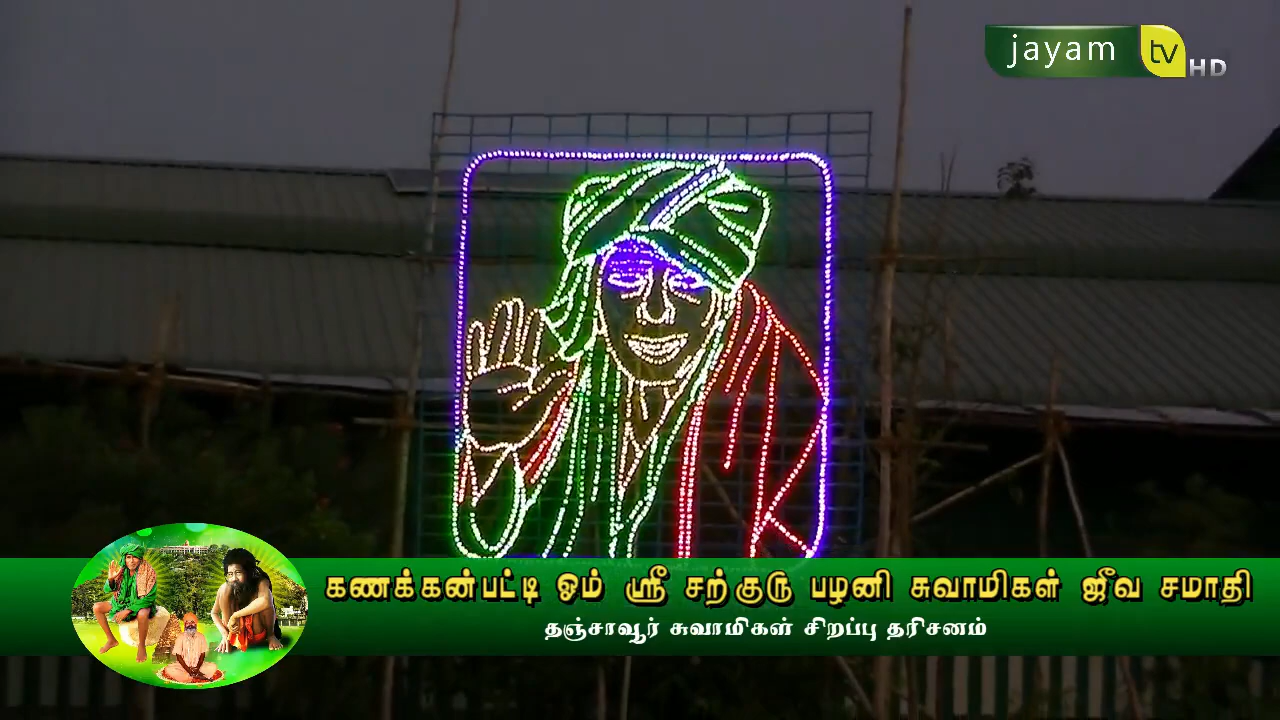 jayam tv HD
கணக்கன்பட்டி ஓம் ஸ்ரீ சற்குரு பழனி சுவாமிகள் ஜீவ சமாதி
தஞ்சாவூர் சுவாமிகள் சிறப்பு தரிசனம்